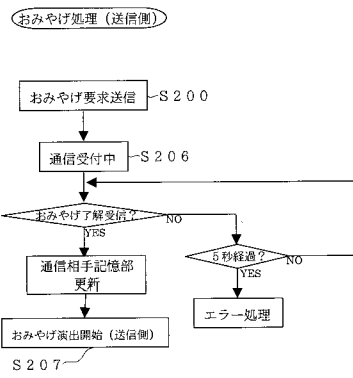 おみやげ処理（送信側）
おみやげ要求送信
S200
通信受付中
S206
おみやげ了解受信？
NO
YES
5秒経過？
NO
YES
通信相手記憶部
更新
エラー処理
おみやげ演出開始（送信側）
S207